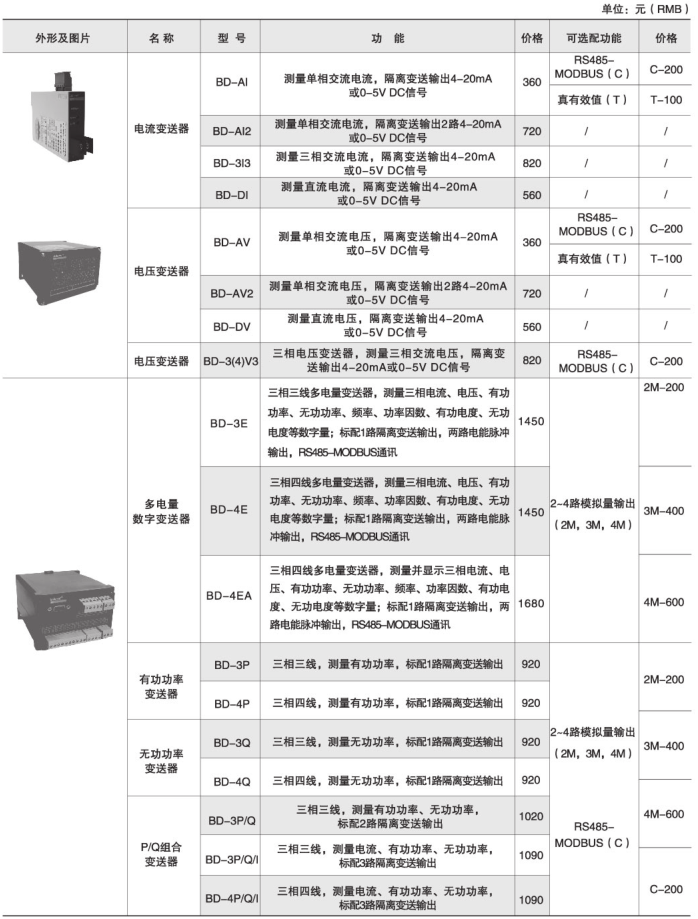 单位：元（RMB）
外形及图片 名 称 型 号 功 能 价格 可选配功能 价格
电流变送器
BD-AI
测量单相交流电流，隔离变送输出4-20mA
或0-5V DC信号
360
RS485-
MODBUS（C）
C-200
真有效值（T）
T-100
BD-AI2
测量单相交流电流，隔离变送输出2路4-20mA
或0-5V DC信号
720
/
/
BD-3I3
测量三相交流电流，隔离变送输出4-20mA
或0-5V DC信号
820
/
/
BD-DI
测量直流电流，隔离变送输出4-20mA
或0-5V DC信号
560
/
/
电压变送器
BD-AV
测量单相交流电压，隔离变送输出4-20mA
或0-5V DC信号
360
RS485-
MODBUS（C）
C-200
真有效值（T）
T-100
BD-AV2
测量单相交流电压，隔离变送输出2路4-20mA
或0-5V DC信号
720
/
/
BD-DV
测量直流电压，隔离变送输出4-20mA
或0-5V DC信号
560
/
/
电压变送器
BD-3(4)V3
三相电压变送器，测量三相交流电压，隔离变
送输出4-20mA或0-5V DC信号
820
RS485-
MODBUS（C）
C-200
多电量
数字变送器
BD-3E
三相三线多电量变送器，测量三相电流、电压、有功
功率、无功功率、频率、功率因数、有功电度、无功
电度等数字量；标配1路隔离变送输出，两路电能脉冲
输出，RS485-MODBUS通讯
1450
2~4路模拟量输出
（2M，3M，4M）
2M-200
BD-4E
三相四线多电量变送器，测量三相电流、电压、有功
功率、无功功率、频率、功率因数、有功电度、无功
电度等数字量；标配1路隔离变送输出，两路电能脉
冲输出，RS485-MODBUS通讯
1450
3M-400
BD-4EA
三相四线多电量变送器，测量并显示三相电流、电
压、有功功率、无功功率、频率、功率因数、有功电
度、无功电度等数字量；标配1路隔离变送输出，两
路电能脉冲输出，RS485-MODBUS通讯
1680
4M-600
有功功率
变送器
BD-3P
三相三线，测量有功功率，标配1路隔离变送输出
920
2M-200
BD-4P
三相四线，测量有功功率，标配1路隔离变送输出
920
无功功率
变送器
BD-3Q
三相三线，测量无功功率，标配1路隔离变送输出
920
2~4路模拟量输出
（2M，3M，4M）
3M-400
BD-4Q
三相四线，测量无功功率，标配1路隔离变送输出
920
P/Q组合
变送器
BD-3P/Q
三相三线，测量有功功率、无功功率，
标配2路隔离变送输出
1020
4M-600
RS485-
MODBUS（C）
BD-3P/Q/I
三相三线，测量电流、有功功率、无功功率，
标配3路隔离变送输出
1090
C-200
BD-4P/Q/I
三相四线，测量电流、有功功率、无功功率，
标配3路隔离变送输出
1090